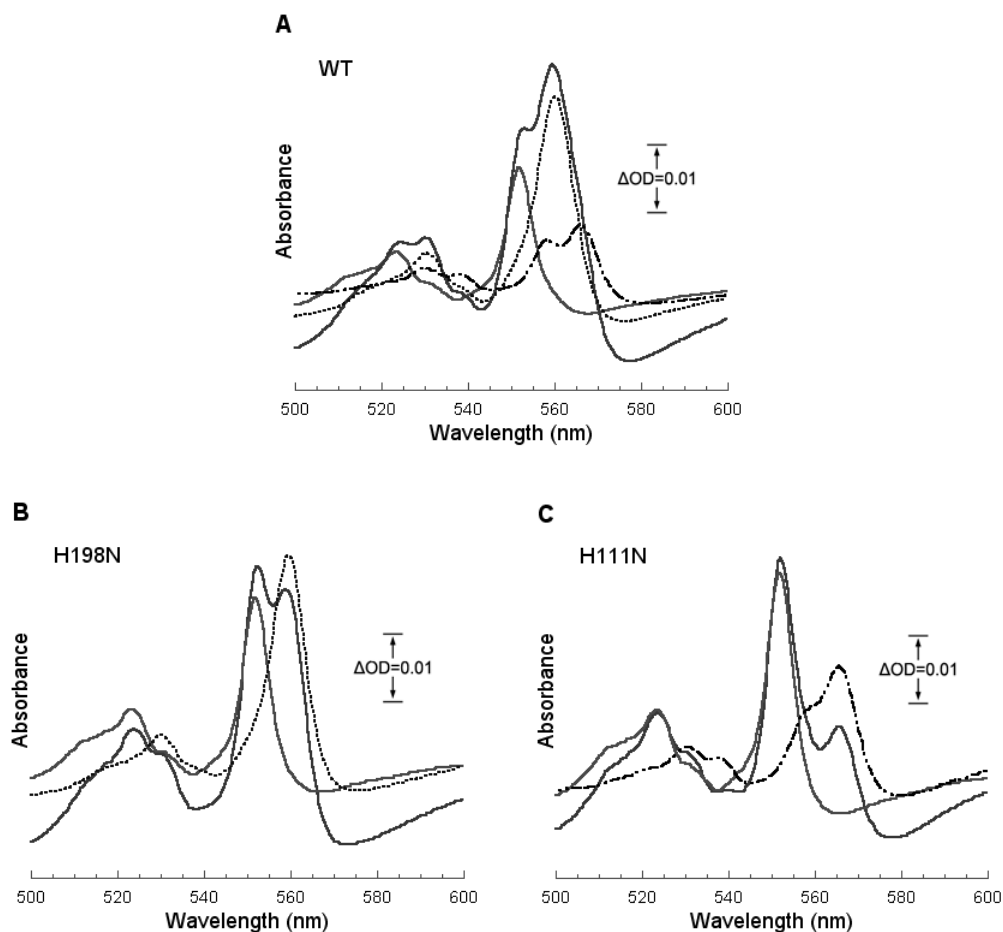 A
WT
Absorbance
ΔOD=0.01
500 520 540 560 580 600
Wavelength (nm)
B
H198N
Absorbance
ΔOD=0.01
500 520 540 560 580 600
Wavelength (nm)
C
H111N
Absorbance
ΔOD=0.01
500 520 540 560 580 600
Wavelength (nm)